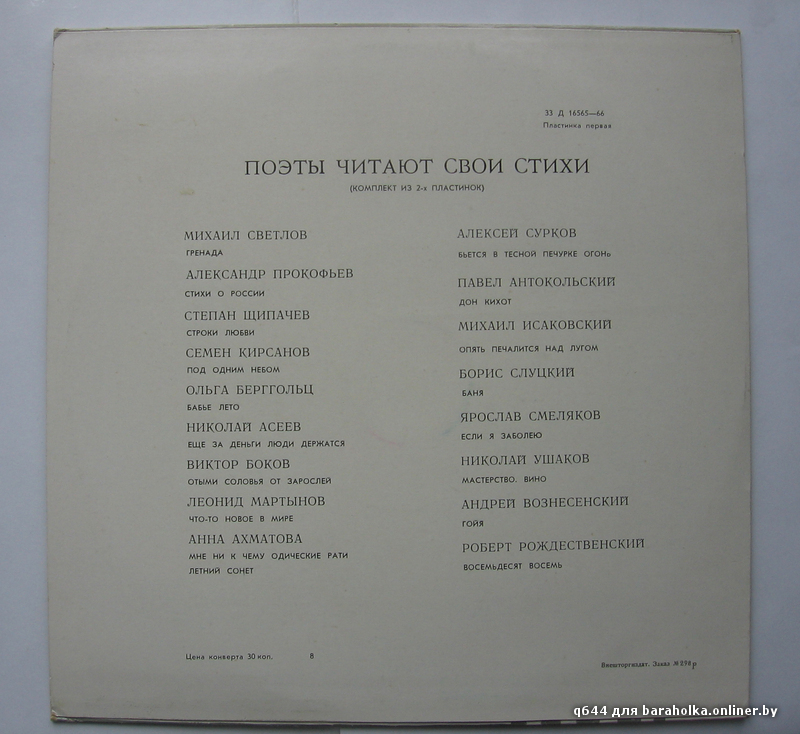 33 Д 16565—66
Пластинка первая
ПОЭТЫ ЧИТАЮТ СВОИ СТИХИ
(КОМПЛЕКТ ИЗ 2-х ПЛАСТИНОК)
МИХАИЛ СВЕТЛОВ
ГРЕНАДА
АЛЕКСАНДР ПРОКОФЬЕВ
СТИХИ О РОССИИ
СТЕПАН ЩИПАЧЕВ
СТРОКИ ЛЮБВИ
СЕМЕН КИРСАНОВ
ПОД ОДНИМ НЕБОМ
ОЛЬГА БЕРГГОЛЬЦ
БАБЬЕ ЛЕТО
НИКОЛАЙ АСЕЕВ
ЕЩЕ ЗА ДЕНЬГИ ЛЮДИ ДЕРЖАТСЯ
ВИКТОР БОКОВ
ОТЫМИ СОЛОВЬЯ ОТ ЗАРОСЛЕЙ
ЛЕОНИД МАРТЫНОВ
ЧТО-ТО НОВОЕ В МИРЕ
АННА АХМАТОВА
МНЕ НИ К ЧЕМУ ОДИЧЕСКИЕ РАТИ
ЛЕТНИЙ СОНЕТ
АЛЕКСЕЙ СУРКОВ
БЬЕТСЯ В ТЕСНОЙ ПЕЧУРКЕ ОГОНЬ
ПАВЕЛ АНТОКОЛЬСКИЙ
ДОН КИХОТ
МИХАИЛ ИСАКОВСКИЙ
ОПЯТЬ ПЕЧАЛИТСЯ НАД ЛУГОМ
БОРИС СЛУЦКИЙ
БАНЯ
ЯРОСЛАВ СМЕЛЯКОВ
ЕСЛИ Я ЗАБОЛЕЮ
НИКОЛАЙ УШАКОВ
МАСТЕРСТВО. ВИНО
АНДРЕЙ ВОЗНЕСЕНСКИЙ
ГОЙЯ
РОБЕРТ РОЖДЕСТВЕНСКИЙ
ВОСЕМЬДЕСЯТ ВОСЕМЬ
Цена конверта 30 коп. 8
Внешторгиздат. Заказ № 298р
q644 для baraholka.onliner.by